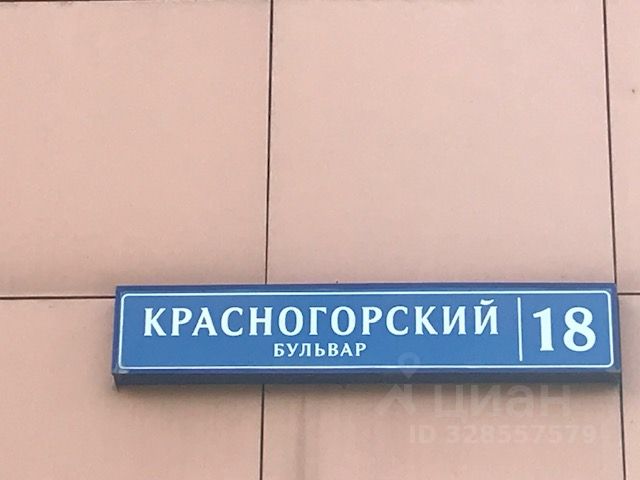 КРАСНОГОРСКИЙ
БУЛЬВАР
18
циан
ID 328557579